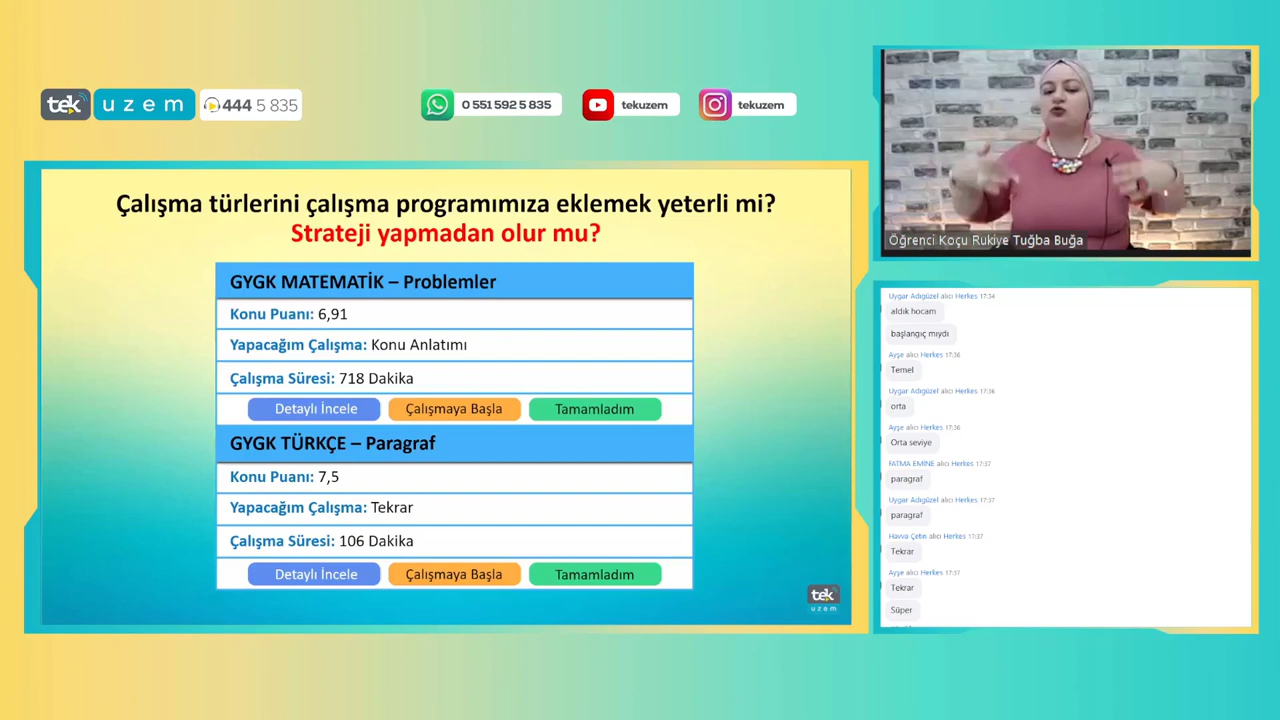 tek uzem 444 5 835
0 551 592 5 835
tekuzem
tekuzem
Çalışma türlerini çalışma programımıza eklemek yeterli mi?
Strateji yapmadan olur mu?
GYGK MATEMATİK – Problemler
Konu Puanı: 6,91
Yapacağım Çalışma: Konu Anlatımı
Çalışma Süresi: 718 Dakika
Detaylı İncele Çalışmaya Başla Tamamladım
GYGK TÜRKÇE – Paragraf
Konu Puanı: 7,5
Yapacağım Çalışma: Tekrar
Çalışma Süresi: 106 Dakika
Detaylı İncele Çalışmaya Başla Tamamladım
tek
uzem
Öğrenci Koçu Rukiye Tuğba Buğa
Uygar Adıgüzel alıcı Herkes 17:34
aldık hocam
başlangıç mıydı
Ayşe alıcı Herkes 17:36
Temel
Uygar Adıgüzel alıcı Herkes 17:36
orta
Ayşe alıcı Herkes 17:36
Orta seviye
FATMA EMİNE alıcı Herkes 17:37
paragraf
Uygar Adıgüzel alıcı Herkes 17:37
paragraf
Havva Çetin alıcı Herkes 17:37
Tekrar
Ayşe alıcı Herkes 17:37
Tekrar
Süper